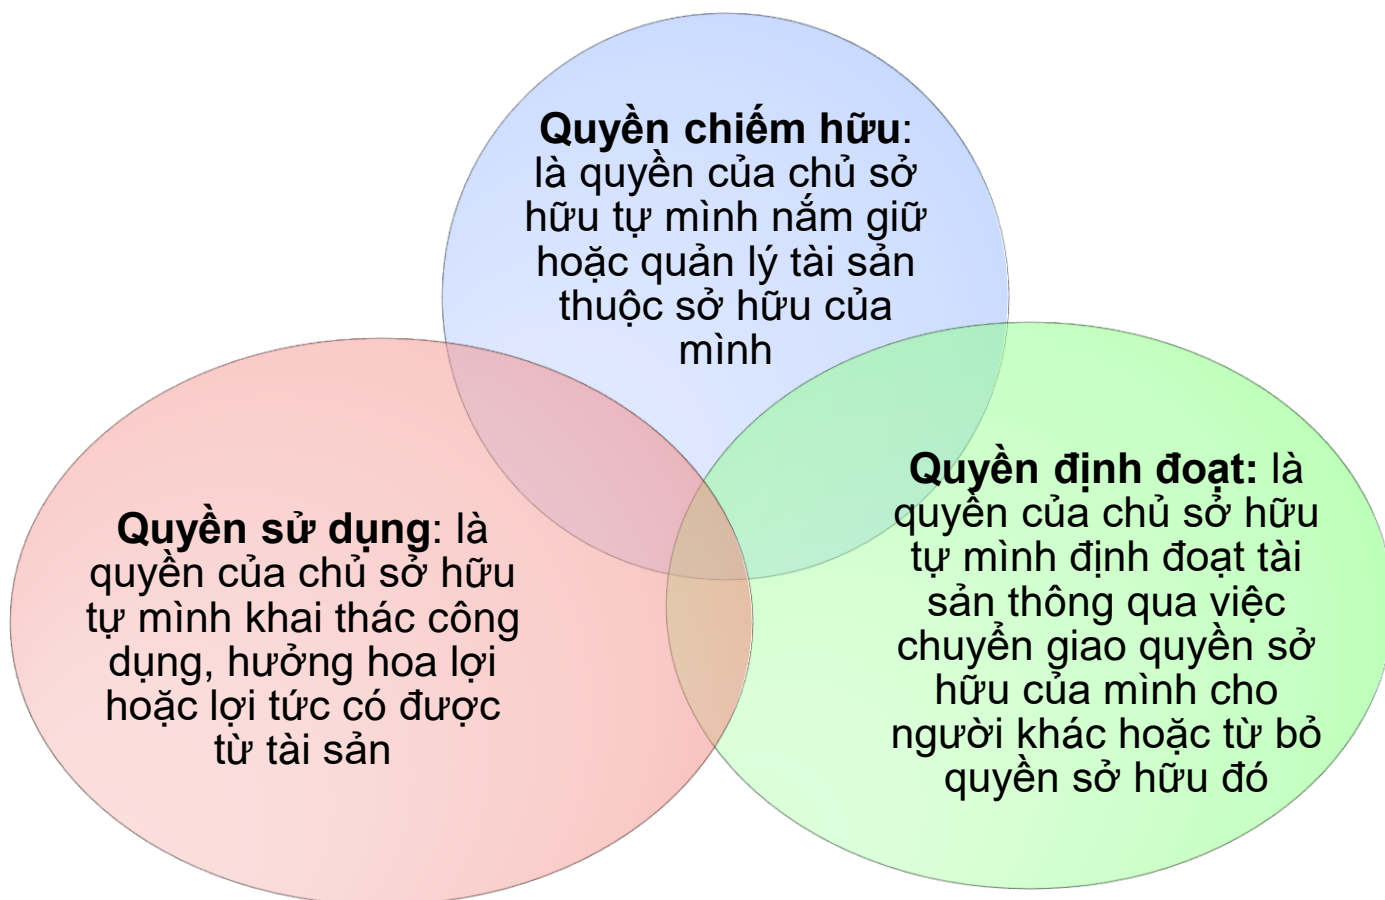 Quyền chiếm hữu:
là quyền của chủ sở
hữu tự mình nắm giữ
hoặc quản lý tài sản
thuộc sở hữu của
mình
Quyền sử dụng: là
quyền của chủ sở hữu
tự mình khai thác công
dụng, hưởng hoa lợi
hoặc lợi tức có được
từ tài sản
Quyền định đoạt: là
quyền của chủ sở hữu
tự mình định đoạt tài
sản thông qua việc
chuyển giao quyền sở
hữu của mình cho
người khác hoặc từ bỏ
quyền sở hữu đó